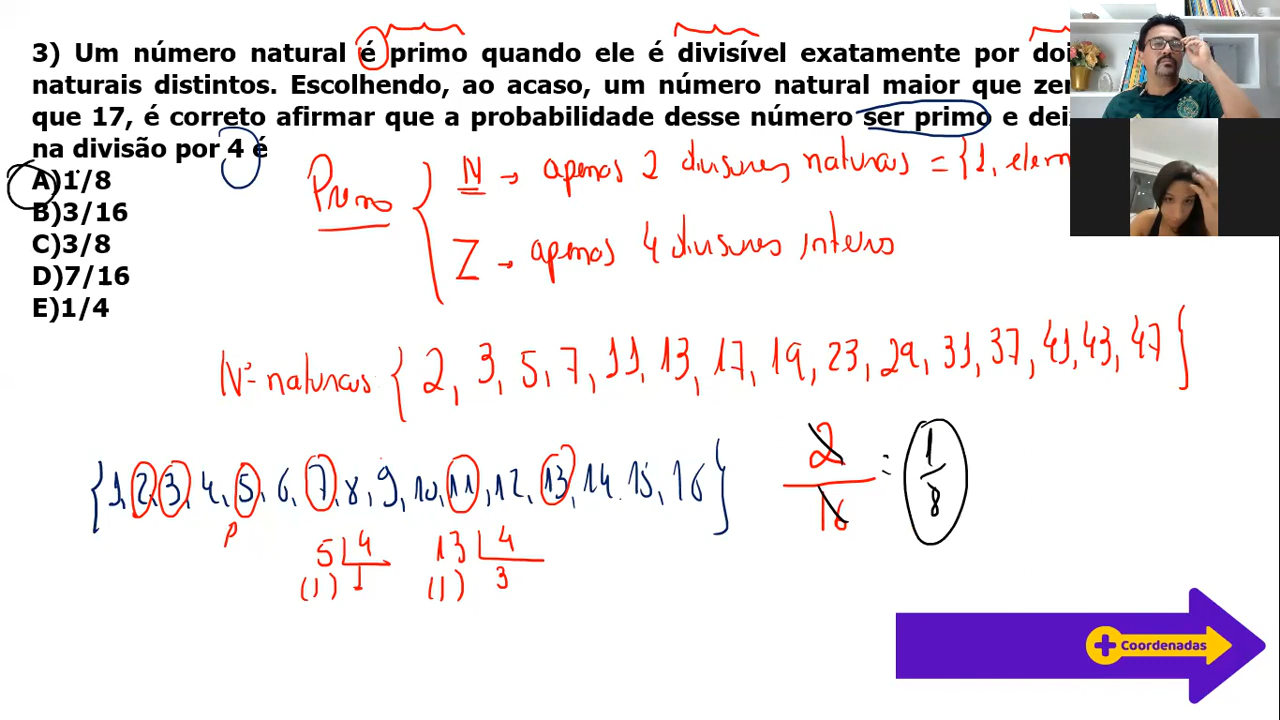 3) Um número natural é primo quando ele é divisível exatamente por doi
naturais distintos. Escolhendo, ao acaso, um número natural maior que zer
que 17, é correto afirmar que a probabilidade desse número ser primo e dei
na divisão por 4 é
A)1/8
B)3/16
C)3/8
D)7/16
E)1/4
Primo
N → apenas 2 divisores naturais = {1, elem
Z → apenas 4 divisores inteiro
Nº naturais {2, 3, 5, 7, 11, 13, 17, 19, 23, 29, 31, 37, 41, 43, 47}
{1, 2, 3, 4, 5, 6, 7, 8, 9, 10, 11, 12, 13, 14, 15, 16}
2/16 = 1/8
P
5 4 13 4
(1) 1 (1) 3
+ Coordenadas